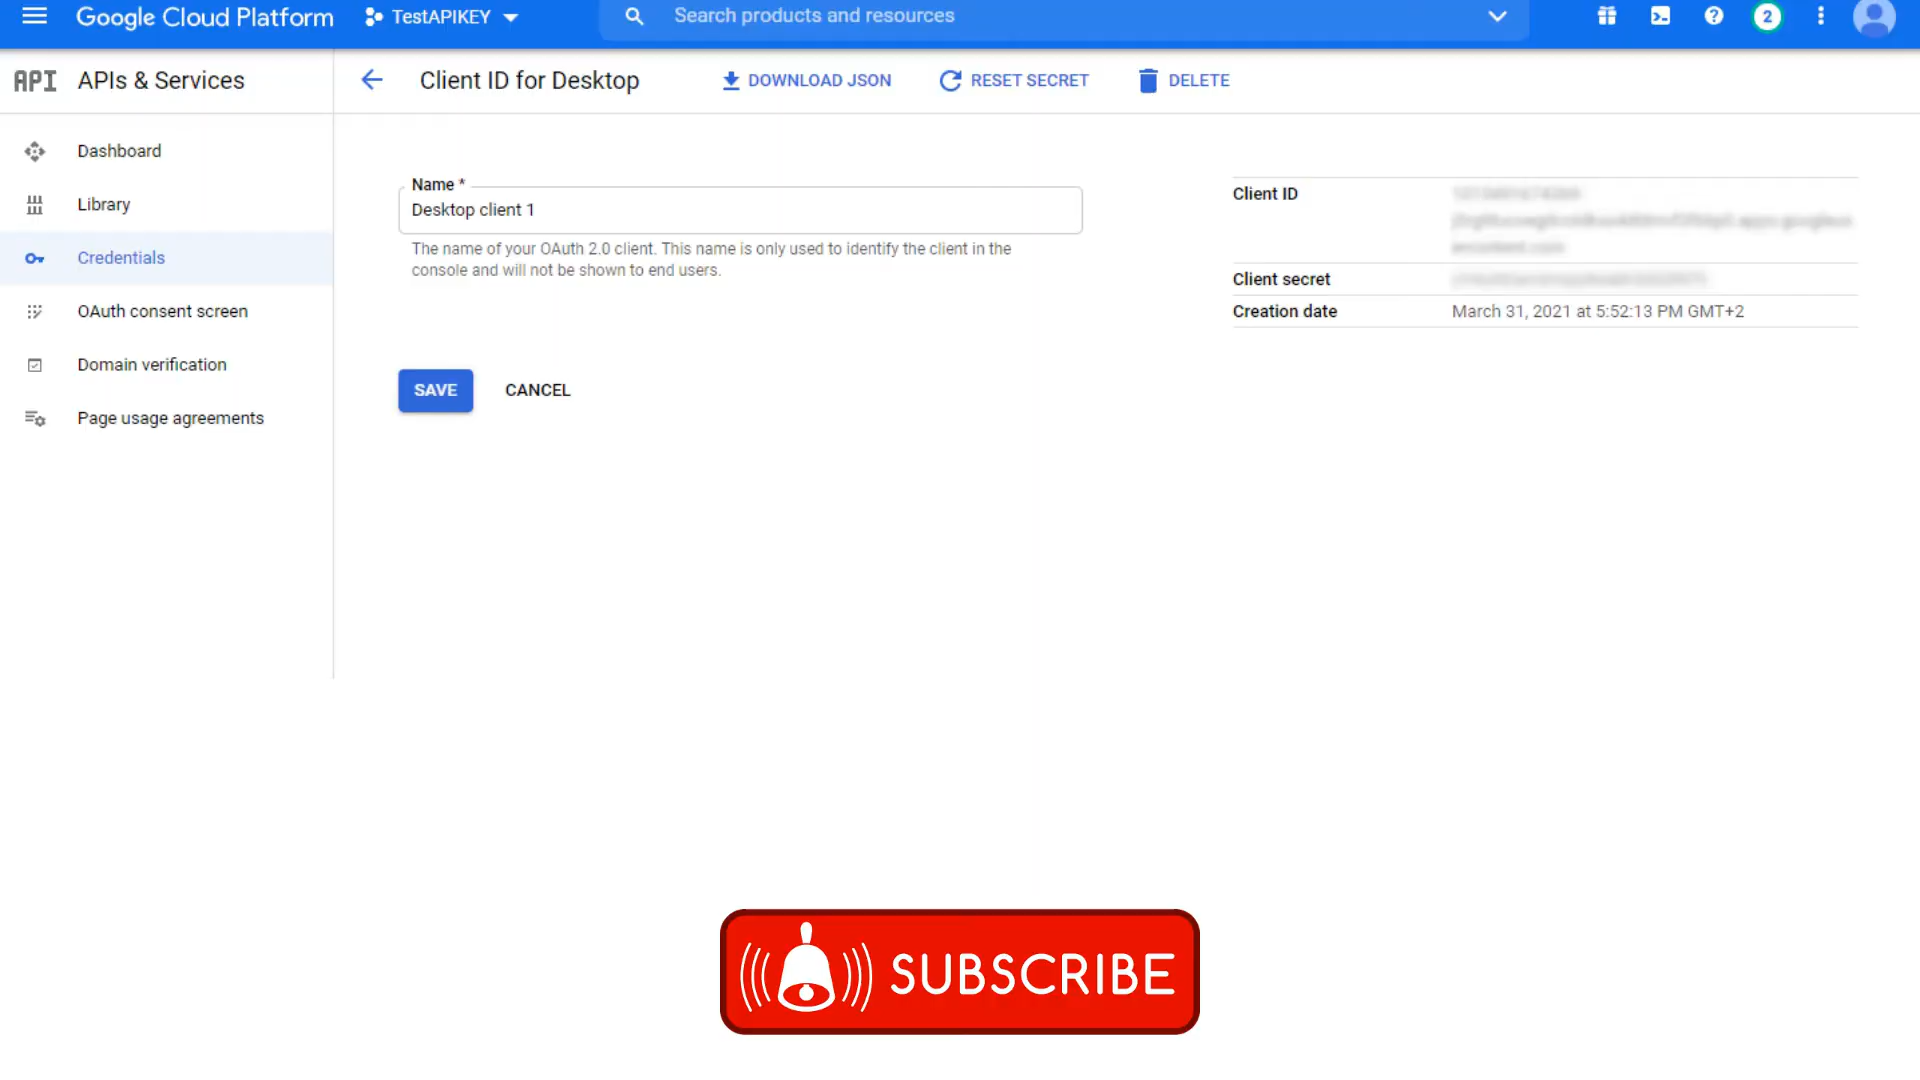 Google Cloud Platform TestAPIKEY Search products and resources 2
API APIs & Services Client ID for Desktop DOWNLOAD JSON RESET SECRET DELETE
Dashboard
Library
Credentials
OAuth consent screen
Domain verification
Page usage agreements
Name *
Desktop client 1
The name of your OAuth 2.0 client. This name is only used to identify the client in the
console and will not be shown to end users.
SAVE CANCEL
Client ID
Client secret
Creation date March 31, 2021 at 5:52:13 PM GMT+2
SUBSCRIBE